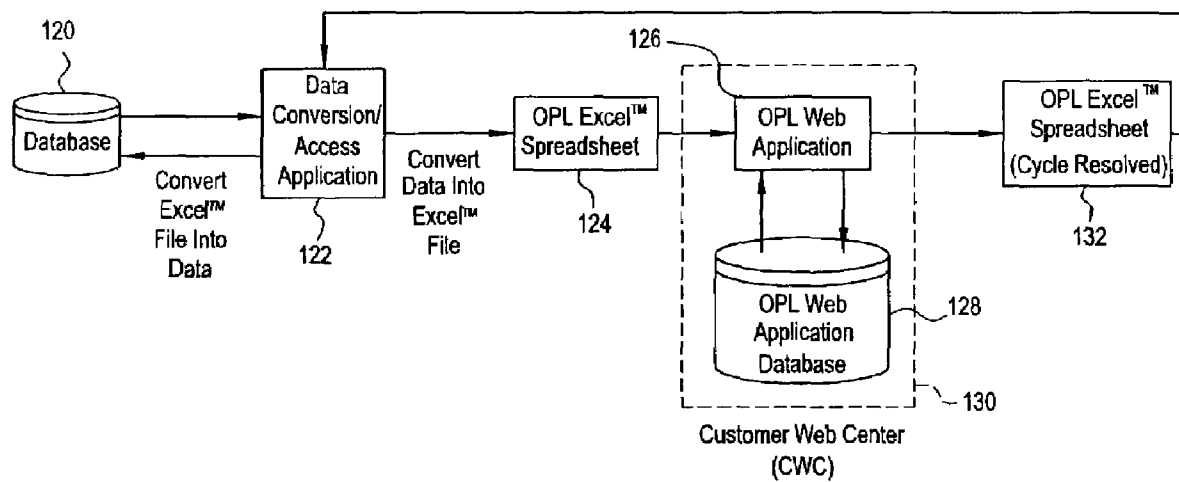 120
Database
Convert
Excel™
File Into
Data
Data
Conversion/
Access
Application
122
Convert
Data Into
Excel™
File
OPL Excel™
Spreadsheet
124
126
OPL Web
Application
OPL Web
Application
Database
128
130
Customer Web Center
(CWC)
OPL Excel™
Spreadsheet
(Cycle Resolved)
132